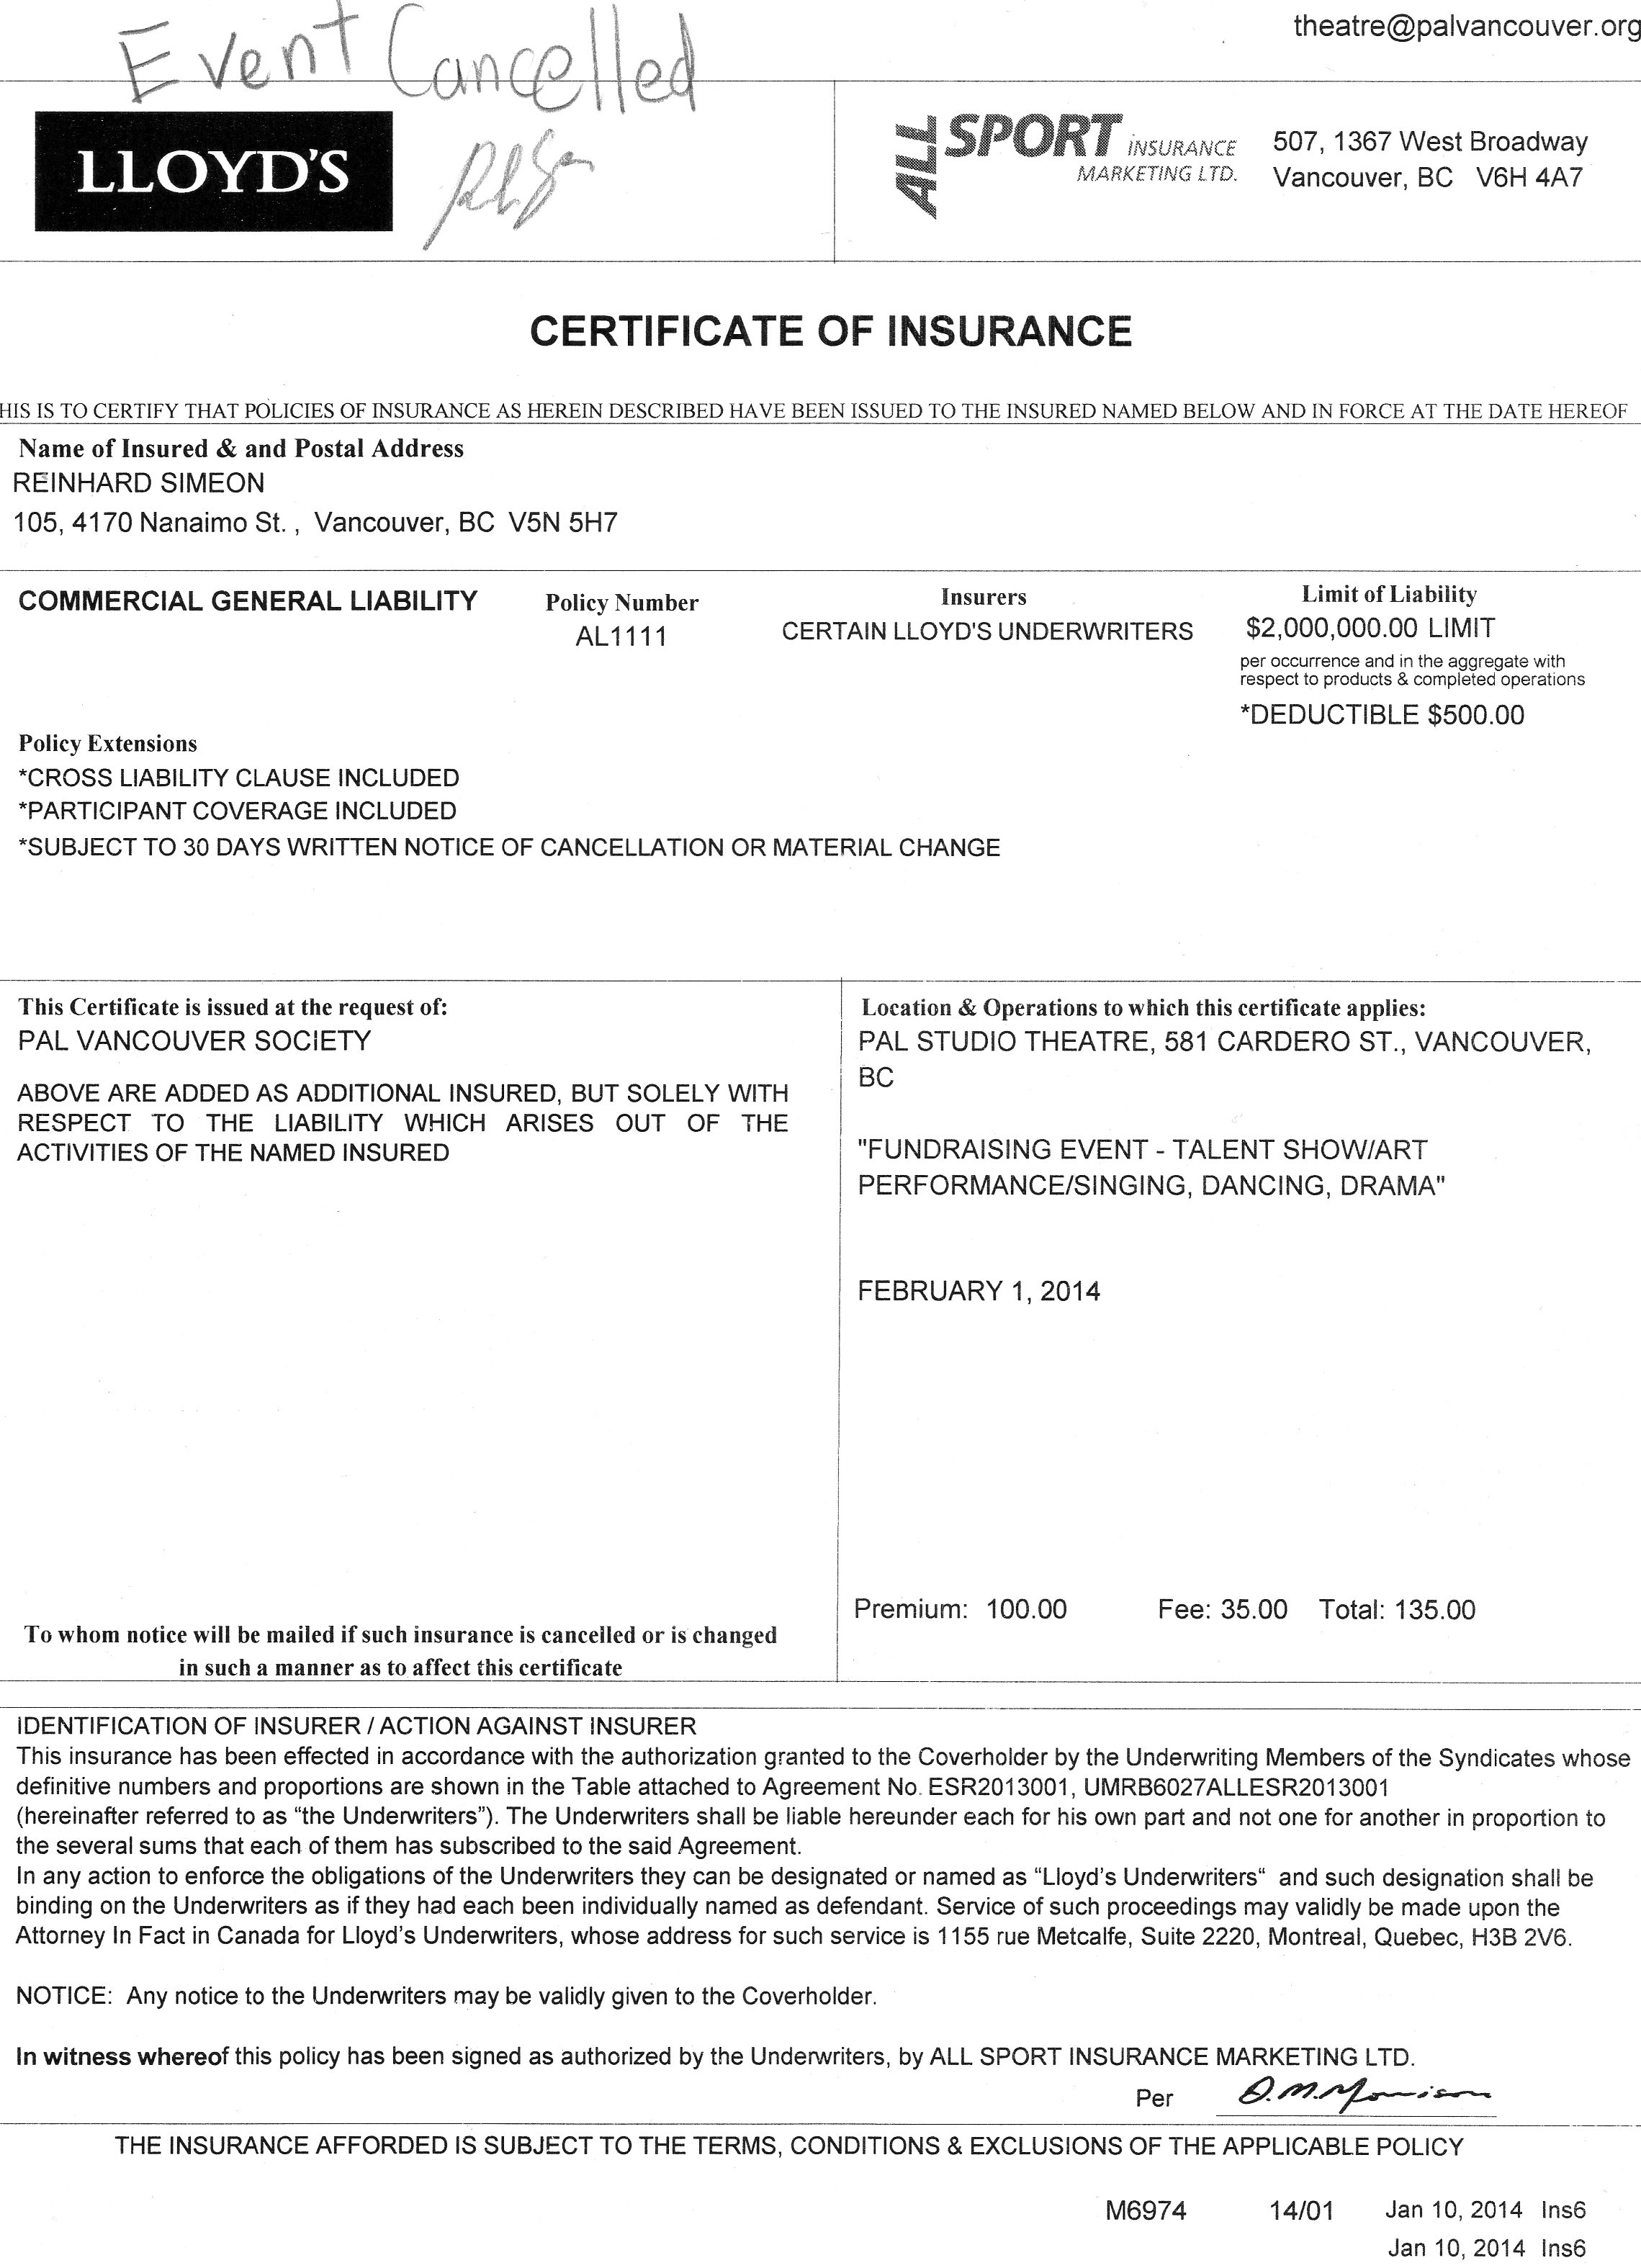 theatre@palvancouver.org
Event Cancelled
LLOYD'S
ALL SPORT INSURANCE
MARKETING LTD.
507, 1367 West Broadway
Vancouver, BC V6H 4A7
CERTIFICATE OF INSURANCE
HIS IS TO CERTIFY THAT POLICIES OF INSURANCE AS HEREIN DESCRIBED HAVE BEEN ISSUED TO THE INSURED NAMED BELOW AND IN FORCE AT THE DATE HEREOF
Name of Insured & and Postal Address
REINHARD SIMEON
105, 4170 Nanaimo St. , Vancouver, BC V5N 5H7
COMMERCIAL GENERAL LIABILITY
Policy Number
AL1111
Insurers
CERTAIN LLOYD'S UNDERWRITERS
Limit of Liability
$2,000,000.00 LIMIT
per occurrence and in the aggregate with
respect to products & completed operations
*DEDUCTIBLE $500.00
Policy Extensions
*CROSS LIABILITY CLAUSE INCLUDED
*PARTICIPANT COVERAGE INCLUDED
*SUBJECT TO 30 DAYS WRITTEN NOTICE OF CANCELLATION OR MATERIAL CHANGE
This Certificate is issued at the request of:
PAL VANCOUVER SOCIETY
ABOVE ARE ADDED AS ADDITIONAL INSURED, BUT SOLELY WITH
RESPECT TO THE LIABILITY WHICH ARISES OUT OF THE
ACTIVITIES OF THE NAMED INSURED
To whom notice will be mailed if such insurance is cancelled or is changed
in such a manner as to affect this certificate
Location & Operations to which this certificate applies:
PAL STUDIO THEATRE, 581 CARDERO ST., VANCOUVER,
BC
"FUNDRAISING EVENT - TALENT SHOW/ART
PERFORMANCE/SINGING, DANCING, DRAMA"
FEBRUARY 1, 2014
Premium: 100.00 Fee: 35.00 Total: 135.00
IDENTIFICATION OF INSURER / ACTION AGAINST INSURER
This insurance has been effected in accordance with the authorization granted to the Coverholder by the Underwriting Members of the Syndicates whose
definitive numbers and proportions are shown in the Table attached to Agreement No. ESR2013001, UMRB6027ALLESR2013001
(hereinafter referred to as “the Underwriters”). The Underwriters shall be liable hereunder each for his own part and not one for another in proportion to
the several sums that each of them has subscribed to the said Agreement.
In any action to enforce the obligations of the Underwriters they can be designated or named as “Lloyd's Underwriters“ and such designation shall be
binding on the Underwriters as if they had each been individually named as defendant. Service of such proceedings may validly be made upon the
Attorney In Fact in Canada for Lloyd's Underwriters, whose address for such service is 1155 rue Metcalfe, Suite 2220, Montreal, Quebec, H3B 2V6.
NOTICE: Any notice to the Underwriters may be validly given to the Coverholder.
In witness whereof this policy has been signed as authorized by the Underwriters, by ALL SPORT INSURANCE MARKETING LTD.
Per D.M.Morrison
THE INSURANCE AFFORDED IS SUBJECT TO THE TERMS, CONDITIONS & EXCLUSIONS OF THE APPLICABLE POLICY
M6974 14/01 Jan 10, 2014 Ins6
Jan 10, 2014 Ins6